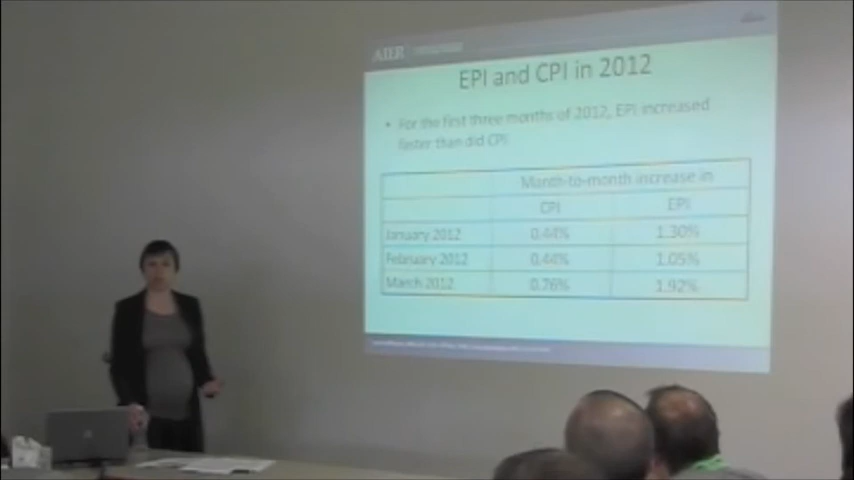 AIER
EPI and CPI in 2012
• For the first three months of 2012, EPI increased
faster than did CPI
Month-to-month increase in
CPI EPI
January 2012 0.44% 1.30%
February 2012 0.44% 1.05%
March 2012 0.76% 1.92%